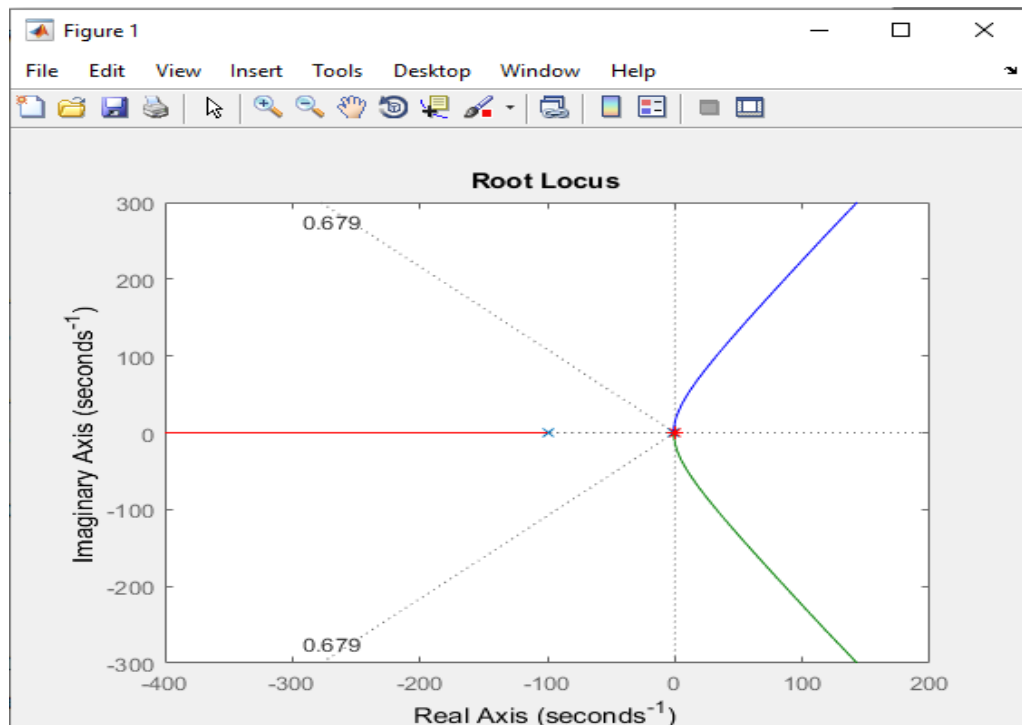 Figure 1
File Edit View Insert Tools Desktop Window Help
Root Locus
300
0.679
200
100
0
-100
-200
0.679
-300
-400 -300 -200 -100 0 100 200
Imaginary Axis (seconds⁻¹)
Real Axis (seconds⁻¹)